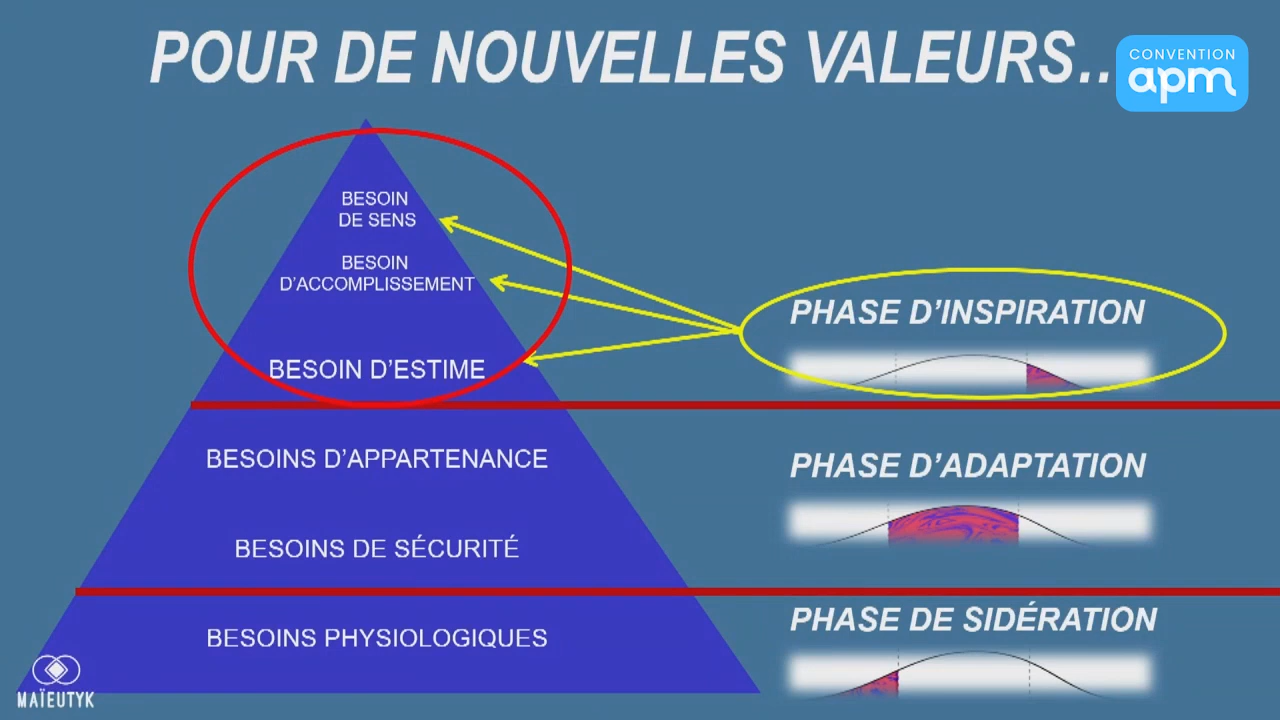 POUR DE NOUVELLES VALEURS..
CONVENTION
apm
BESOIN
DE SENS
BESOIN
D'ACCOMPLISSEMENT
BESOIN D'ESTIME
PHASE D'INSPIRATION
BESOINS D'APPARTENANCE
PHASE D'ADAPTATION
BESOINS DE SÉCURITÉ
BESOINS PHYSIOLOGIQUES
PHASE DE SIDÉRATION
MAÏEUTYK